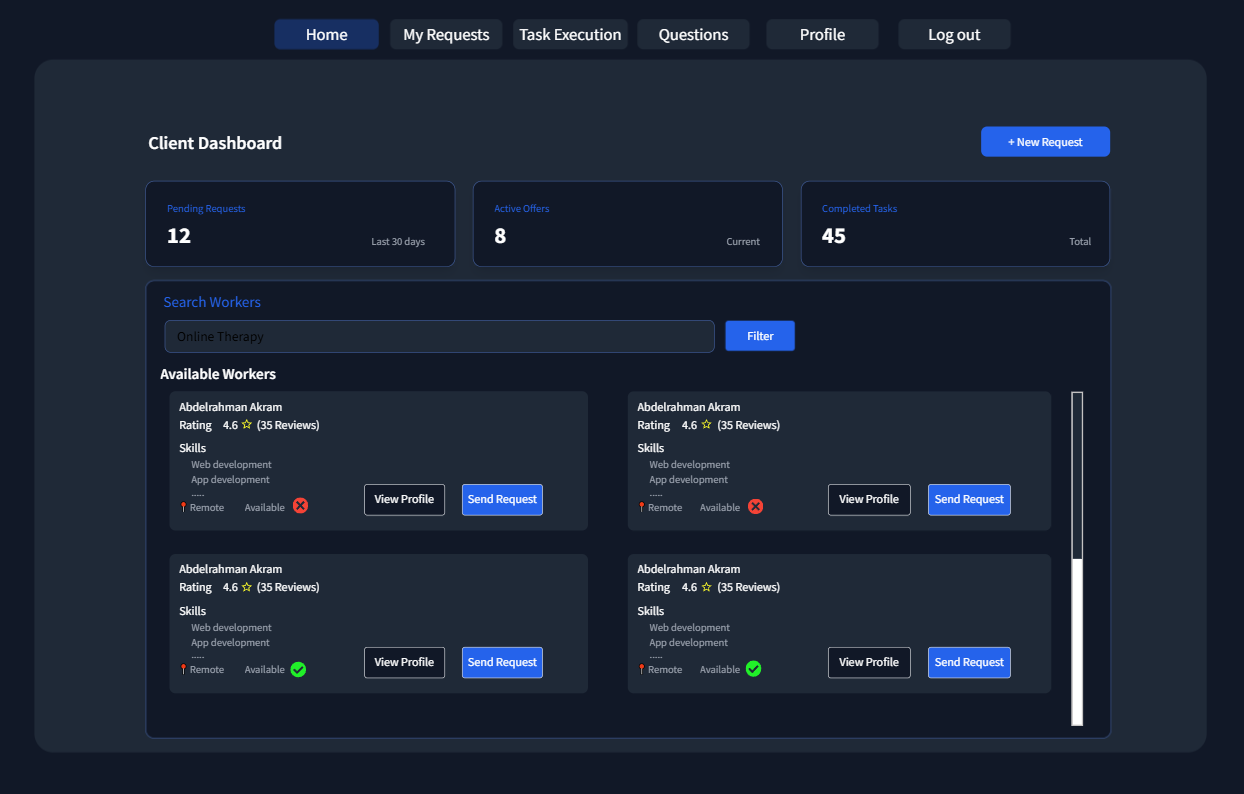 Home My Requests Task Execution Questions Profile Log out
Client Dashboard
+ New Request
Pending Requests
12
Last 30 days
Active Offers
8
Current
Completed Tasks
45
Total
Search Workers
Online Therapy
Filter
Available Workers
Abdelrahman Akram
Rating 4.6 ☆ (35 Reviews)
Skills
Web development
App development
.....
Remote Available
View Profile
Send Request
Abdelrahman Akram
Rating 4.6 ☆ (35 Reviews)
Skills
Web development
App development
.....
Remote Available
View Profile
Send Request
Abdelrahman Akram
Rating 4.6 ☆ (35 Reviews)
Skills
Web development
App development
.....
Remote Available
View Profile
Send Request
Abdelrahman Akram
Rating 4.6 ☆ (35 Reviews)
Skills
Web development
App development
.....
Remote Available
View Profile
Send Request